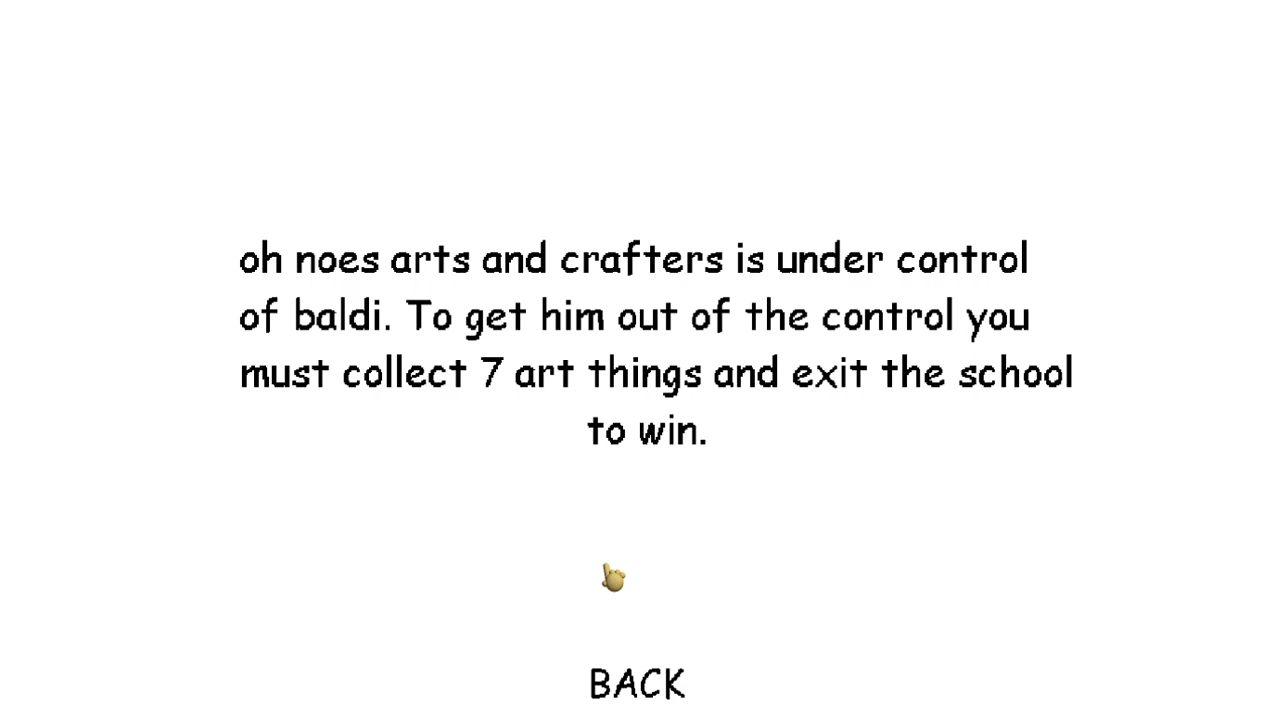 oh noes arts and crafters is under control
of baldi. To get him out of the control you
must collect 7 art things and exit the school
to win.
BACK